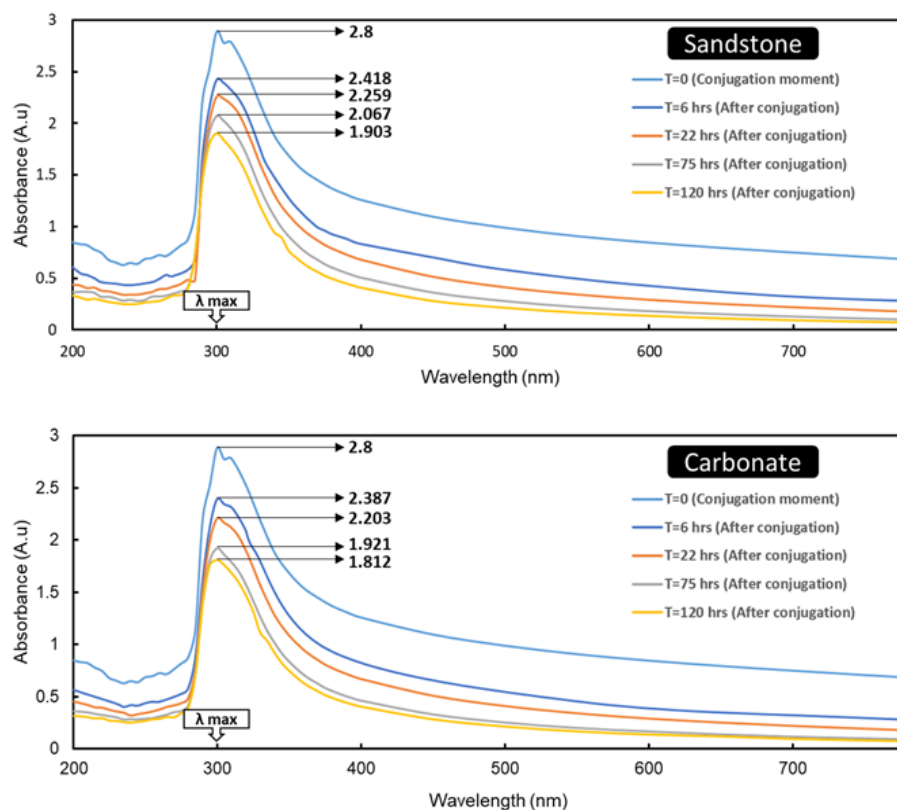 3
2.5
2
1.5
1
0.5
0
Absorbance (A.u)
2.8
2.418
2.259
2.067
1.903
Sandstone
T=0 (Conjugation moment)
T=6 hrs (After conjugation)
T=22 hrs (After conjugation)
T=75 hrs (After conjugation)
T=120 hrs (After conjugation)
λ max
200
300
400
500
600
700
Wavelength (nm)
3
2.5
2
1.5
1
0.5
0
Absorbance (A.u)
2.8
2.387
2.203
1.921
1.812
Carbonate
T=0 (Conjugation moment)
T=6 hrs (After conjugation)
T=22 hrs (After conjugation)
T=75 hrs (After conjugation)
T=120 hrs (After conjugation)
λ max
200
300
400
500
600
700
Wavelength (nm)